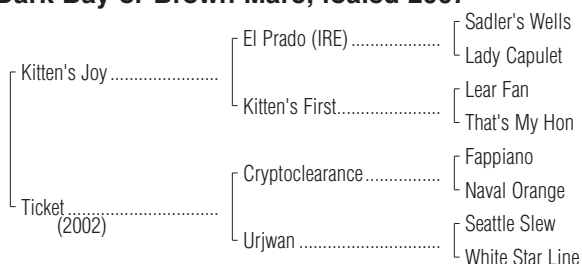 Dark Bay or Brown Mare; foaled 2007
Sadler's Wells
El Prado (IRE) ..................
Lady Capulet
Kitten's Joy ......................
Lear Fan
Kitten's First.....................
That's My Hon
Fappiano
Cryptoclearance ...............
Naval Orange
Ticket ..............................
(2002)
Seattle Slew
Urjwan ............................
White Star Line